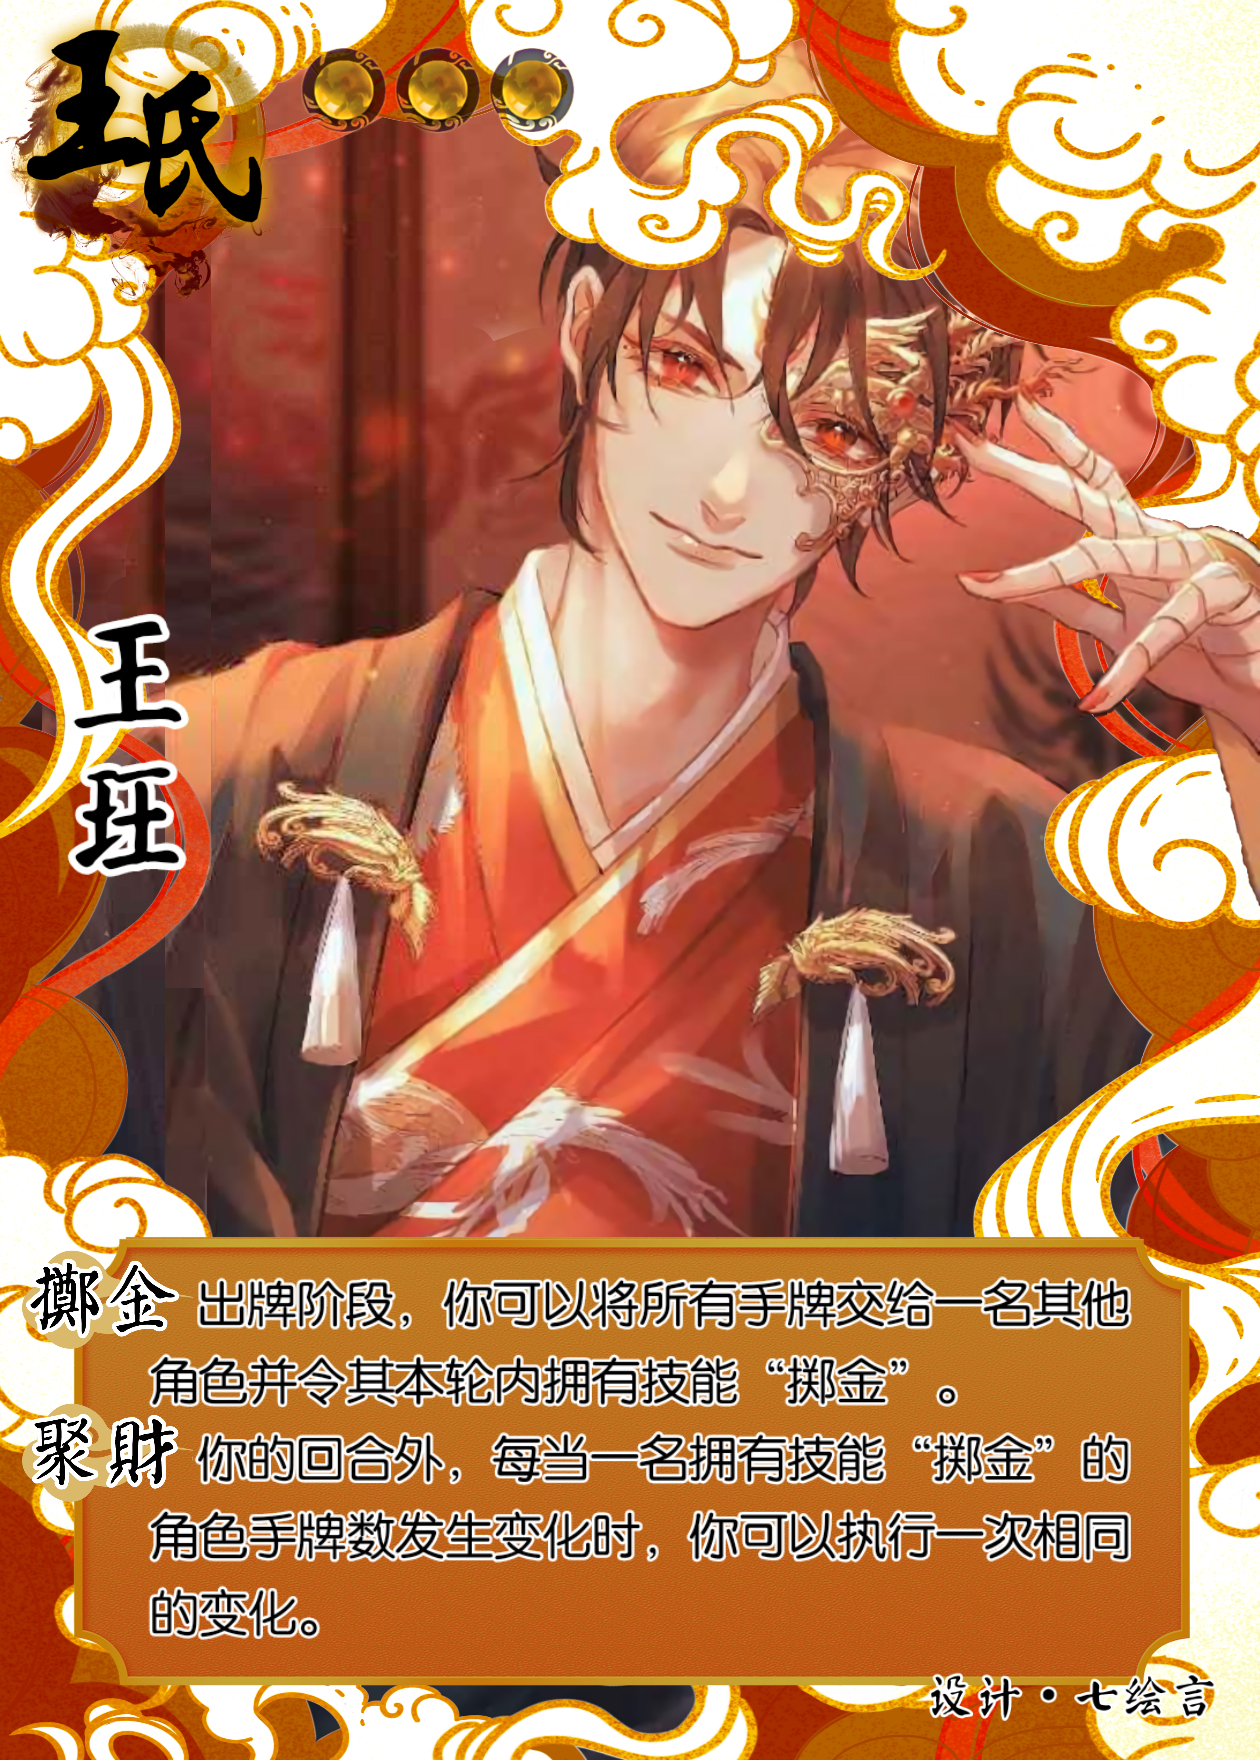 王氏
王
擲金 出牌阶段，你可以将所有手牌交给一名其他
角色并令其本轮内拥有技能“掷金”。
聚財 你的回合外，每当一名拥有技能“掷金”的
角色手牌数发生变化时，你可以执行一次相同
的变化。
设计·七绘言